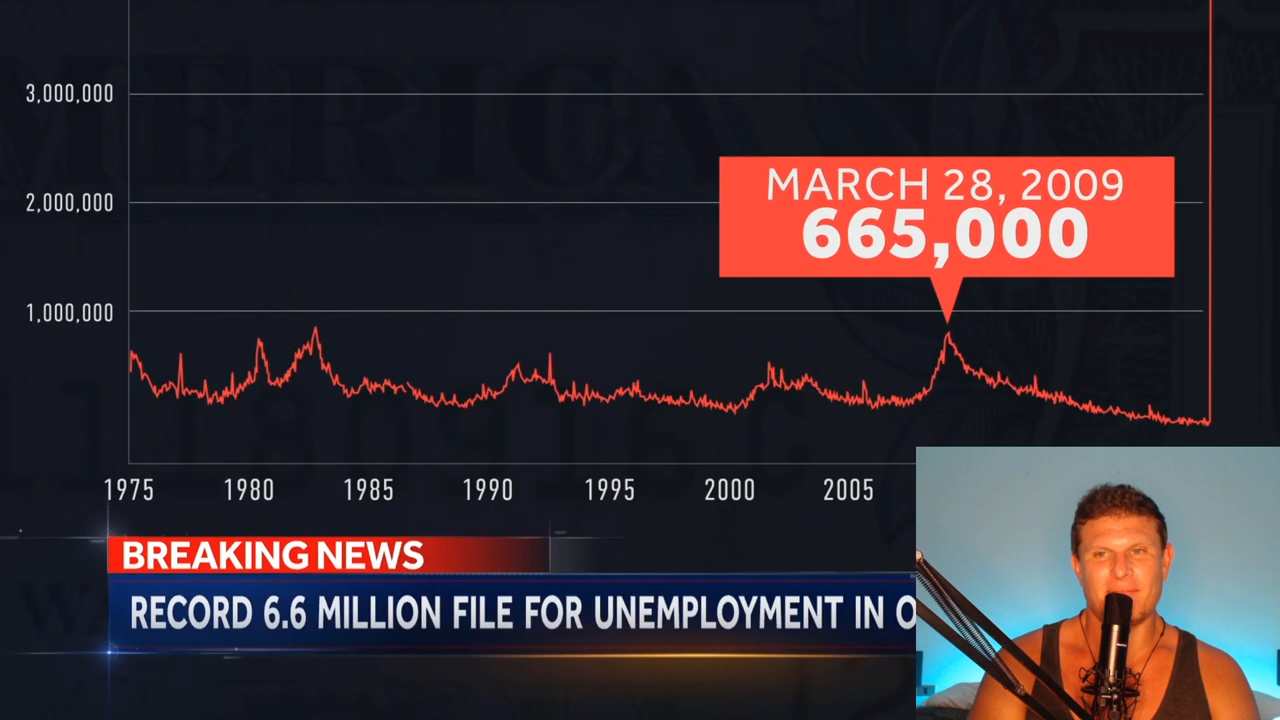 3,000,000
MARCH 28, 2009
2,000,000
665,000
1,000,000
1975 1980 1985 1990 1995 2000 2005
BREAKING NEWS
RECORD 6.6 MILLION FILE FOR UNEMPLOYMENT IN O
AMERICA